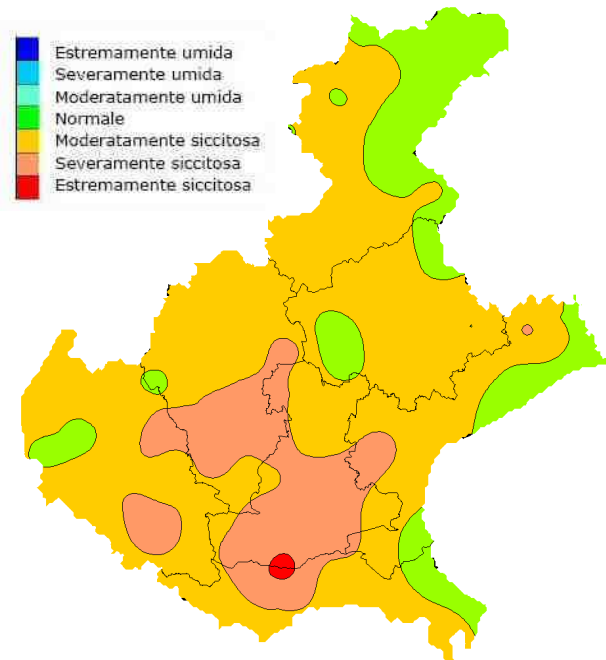 Estremamente umida
Severamente umida
Moderatamente umida
Normale
Moderatamente siccitosa
Severamente siccitosa
Estremamente siccitosa